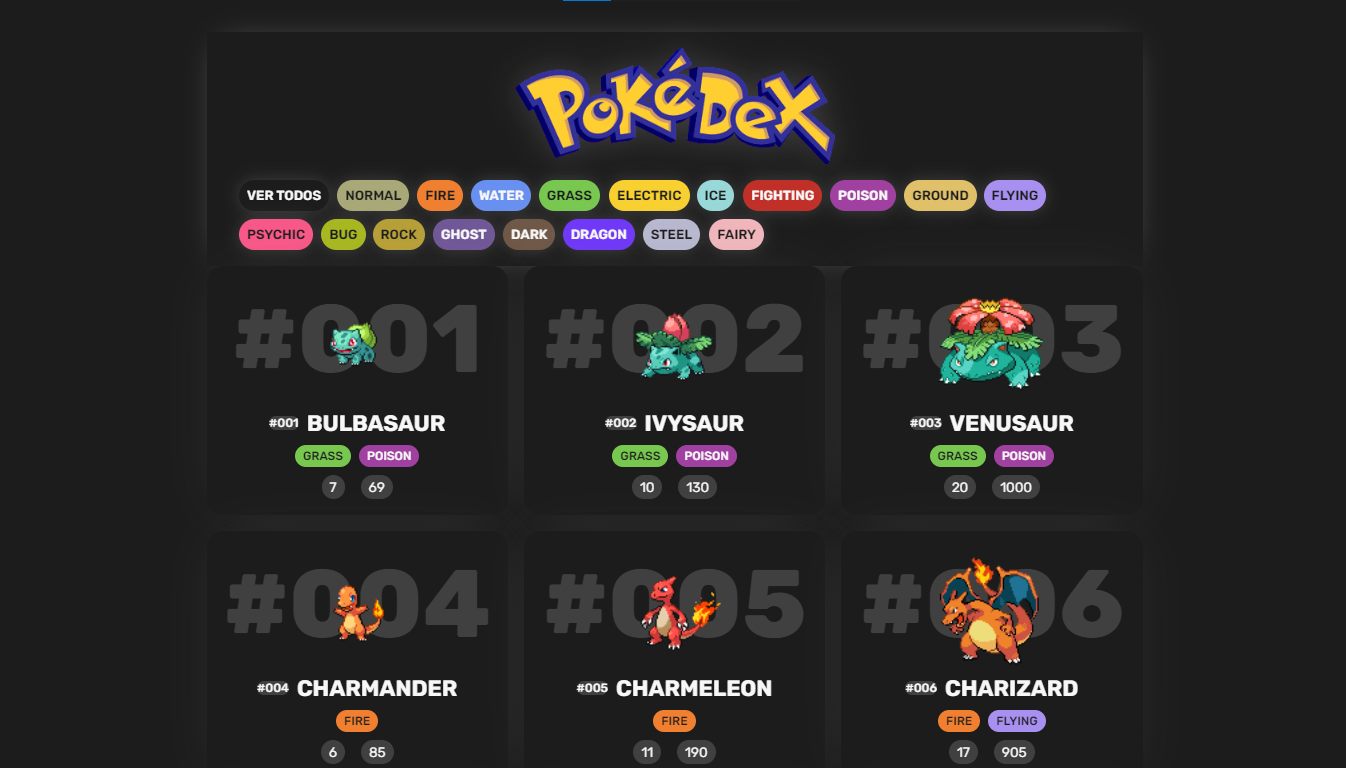 PoKéDex
VER TODOS NORMAL FIRE WATER GRASS ELECTRIC ICE FIGHTING POISON GROUND FLYING
PSYCHIC BUG ROCK GHOST DARK DRAGON STEEL FAIRY
#001 #002 #003
#001 BULBASAUR #002 IVYSAUR #003 VENUSAUR
GRASS POISON GRASS POISON GRASS POISON
7 69 10 130 20 1000
#004 #005 #006
#004 CHARMANDER #005 CHARMELEON #006 CHARIZARD
FIRE FIRE FIRE FLYING
6 85 11 190 17 905